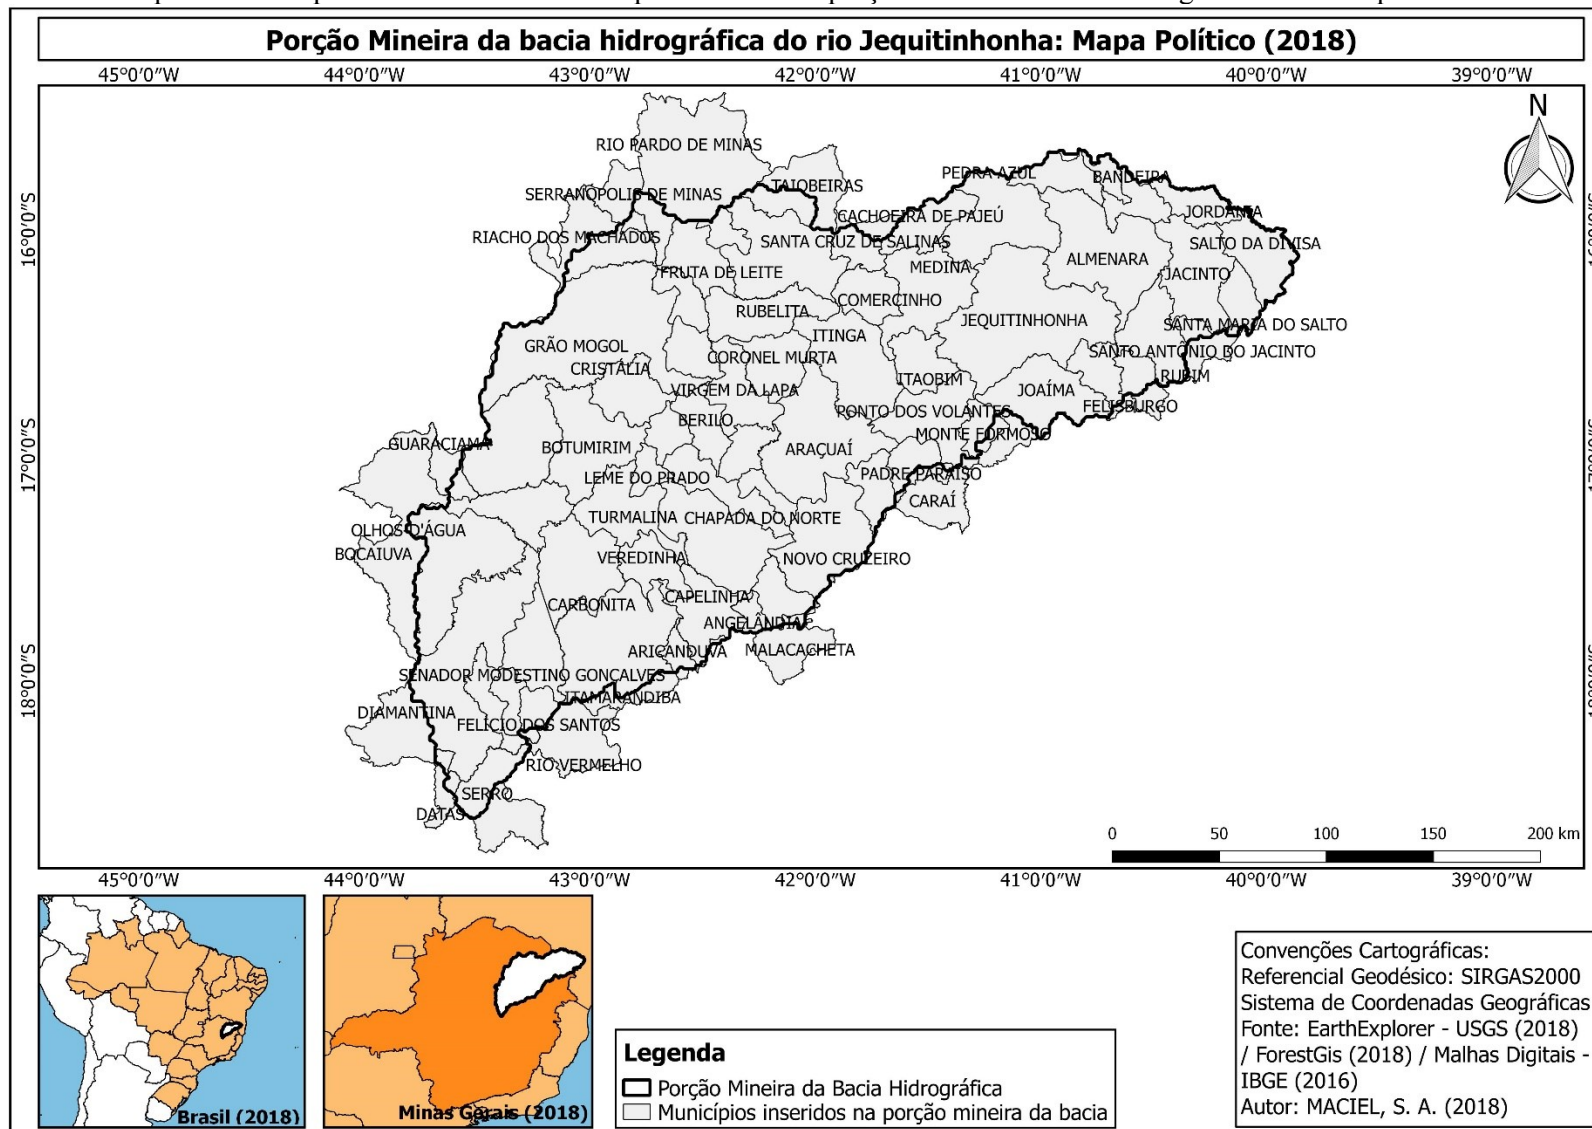 Porção Mineira da bacia hidrográfica do rio Jequitinhonha: Mapa Político (2018)
45°0'0"W 44°0'0"W 43°0'0"W 42°0'0"W 41°0'0"W 40°0'0"W 39°0'0"W
N
RIO PARDO DE MINAS
PEDRA AZUL
BANDEIRA
TAIOBEIRAS
SERRANÓPOLIS DE MINAS
JORDÂNIA
CACHOEIRA DE PAJEÚ
16°0'0"S
RIACHO DOS MACHADOS
SANTA CRUZ DE SALINAS
SALTO DA DIVISA
ALMENARA
MEDINA
FRUTA DE LEITE
JACINTO
COMERCINHO
RUBELITA
JEQUITINHONHA
SANTA MARIA DO SALTO
ITINGA
GRÃO MOGOL
SANTO ANTÔNIO DO JACINTO
CORONEL MURTA
CRISTÁLIA
RUBIM
ITAOBIM
VIRGEM DA LAPA
JOAÍMA
FELISBURGO
PONTO DOS VOLANTES
BERILO
MONTE FORMOSO
17°0'0"S
GUARACIAMA
BOTUMIRIM
ARAÇUAÍ
PADRE PARAÍSO
LEME DO PRADO
CARAÍ
TURMALINA
CHAPADA DO NORTE
OLHOS-D'ÁGUA
BOCAIUVA
VEREDINHA
NOVO CRUZEIRO
CAPELINHA
CARBONITA
ANGELÂNDIA
ARICANDUVA
MALACACHETA
18°0'0"S
SENADOR MODESTINO GONÇALVES
ITAMARANDIBA
DIAMANTINA
FELÍCIO DOS SANTOS
RIO VERMELHO
SERRO
DATAS
0 50 100 150 200 km
45°0'0"W 44°0'0"W 43°0'0"W 42°0'0"W 41°0'0"W 40°0'0"W 39°0'0"W
Brasil (2018)
Minas Gerais (2018)
Legenda
Porção Mineira da Bacia Hidrográfica
Municípios inseridos na porção mineira da bacia
Convenções Cartográficas:
Referencial Geodésico: SIRGAS2000
Sistema de Coordenadas Geográficas
Fonte: EarthExplorer - USGS (2018)
/ ForestGis (2018) / Malhas Digitais -
IBGE (2016)
Autor: MACIEL, S. A. (2018)